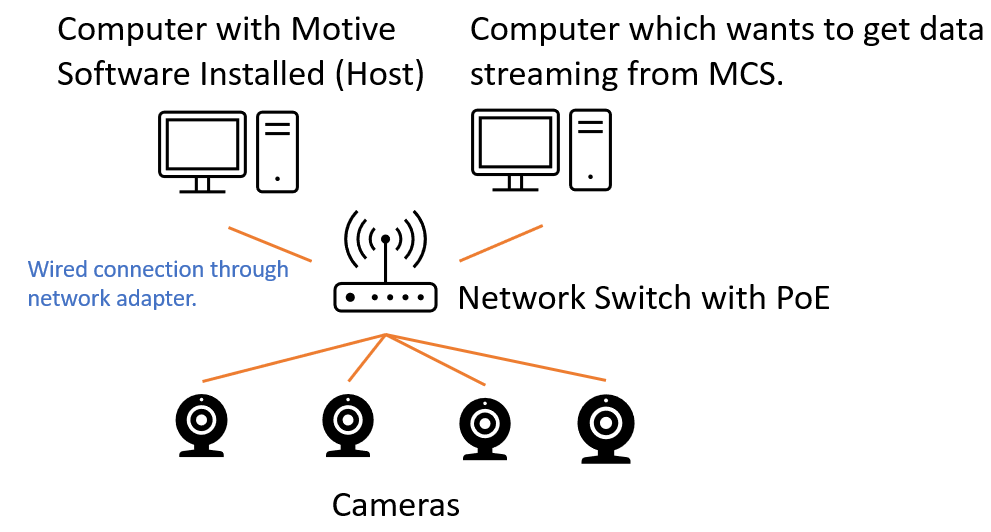 Computer with Motive
Software Installed (Host)
Computer which wants to get data
streaming from MCS.
Wired connection through
network adapter.
Network Switch with PoE
Cameras